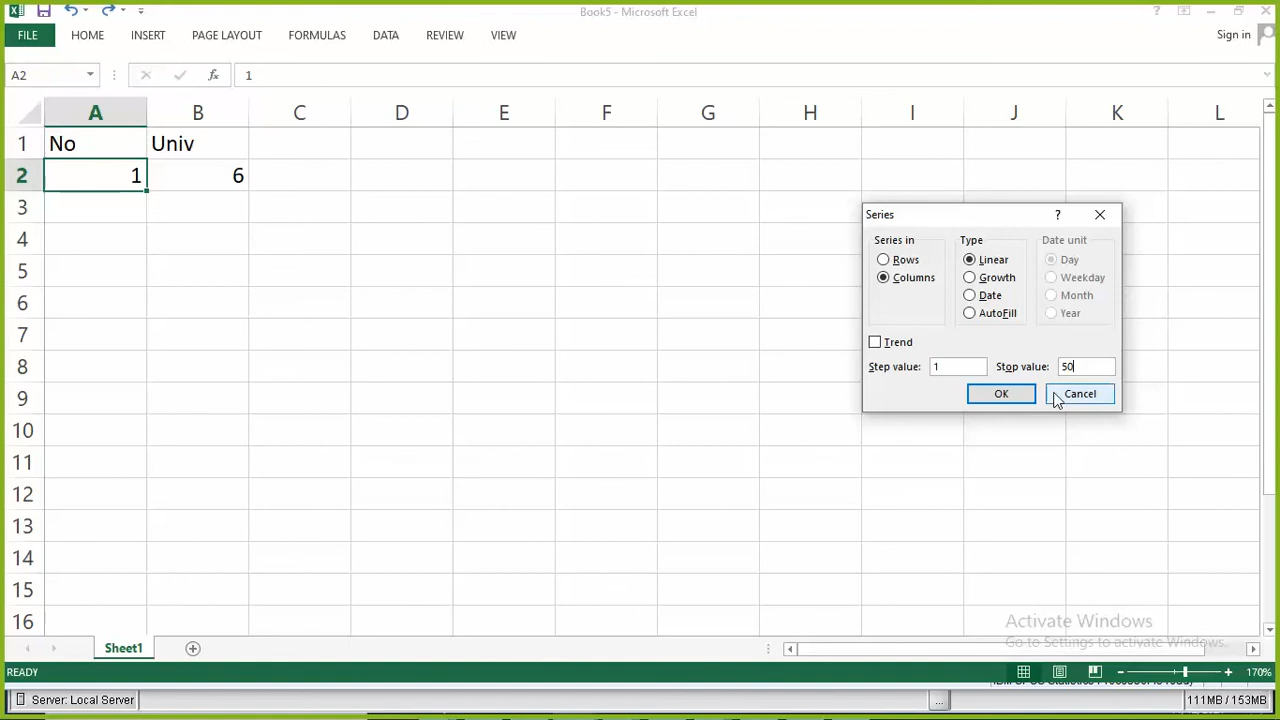 Book5 - Microsoft Excel
FILE HOME INSERT PAGE LAYOUT FORMULAS DATA REVIEW VIEW Sign in
A2 fx 1
A B C D E F G H I J K L
1 No Univ
2 1 6
3
4
5
6
7
8
9
10
11
12
13
14
15
16
Series ?
Series in Type Date unit
Rows Linear Day
Columns Growth Weekday
Date Month
AutoFill Year
Trend
Step value: 1 Stop value: 50
OK Cancel
Activate Windows
Go to Settings to activate Windows.
Sheet1
READY 170%
Server: Local Server ... 111MB / 153MB